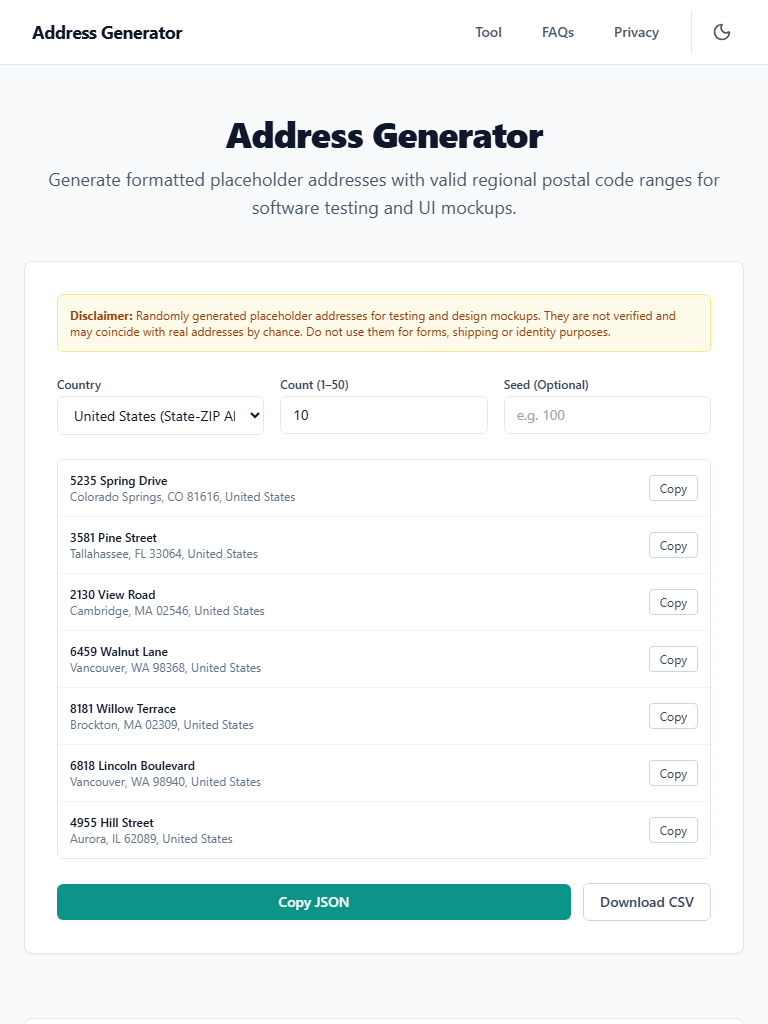 Address Generator
Tool
FAQs
Privacy
Address Generator
Generate formatted placeholder addresses with valid regional postal code ranges for
software testing and UI mockups.
Disclaimer: Randomly generated placeholder addresses for testing and design mockups. They are not verified and
may coincide with real addresses by chance. Do not use them for forms, shipping or identity purposes.
Country
Count (1–50)
Seed (Optional)
United States (State-ZIP
10
e.g. 100
5235 Spring Drive
Colorado Springs, CO 81616, United States
Copy
3581 Pine Street
Tallahassee, FL 33064, United States
Copy
2130 View Road
Cambridge, MA 02546, United States
Copy
6459 Walnut Lane
Vancouver, WA 98368, United States
Copy
8181 Willow Terrace
Brockton, MA 02309, United States
Copy
6818 Lincoln Boulevard
Vancouver, WA 98940, United States
Copy
4955 Hill Street
Aurora, IL 62089, United States
Copy
Copy JSON
Download CSV